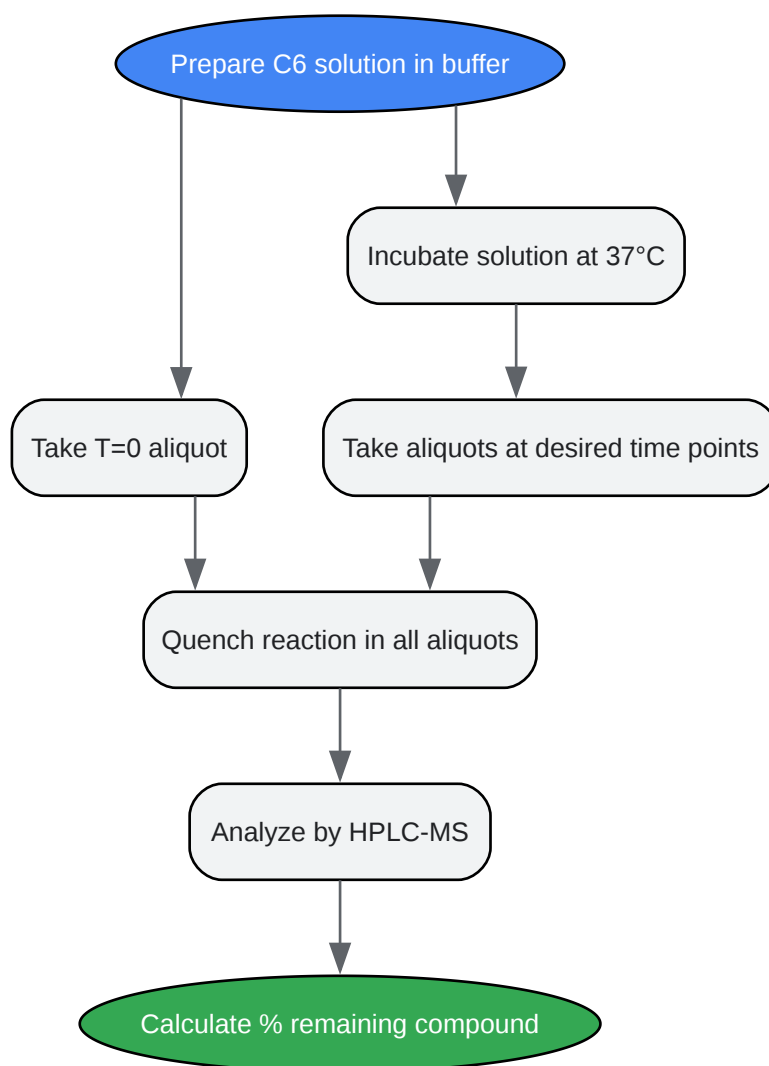 Prepare C6 solution in buffer
Incubate solution at 37°C
Take T=0 aliquot
Take aliquots at desired time points
Quench reaction in all aliquots
Analyze by HPLC-MS
Calculate % remaining compound